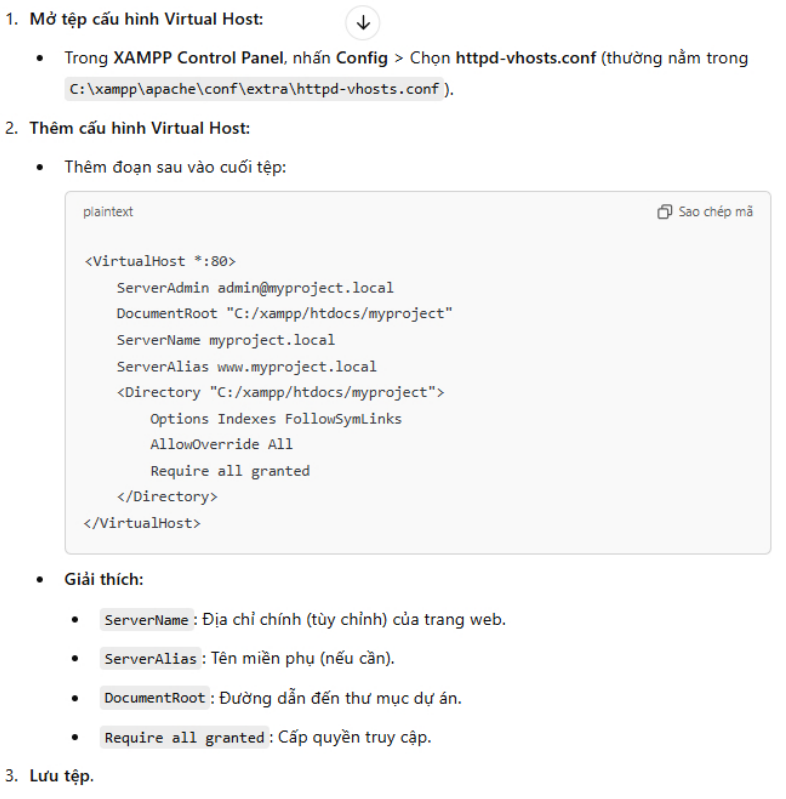 1. Mở tệp cấu hình Virtual Host:
• Trong XAMPP Control Panel, nhấn Config > Chọn httpd-vhosts.conf (thường nằm trong
C:\xampp\apache\conf\extra\httpd-vhosts.conf ).
2. Thêm cấu hình Virtual Host:
• Thêm đoạn sau vào cuối tệp:
plaintext Sao chép mã
<VirtualHost *:80>
ServerAdmin admin@myproject.local
DocumentRoot "C:/xampp/htdocs/myproject"
ServerName myproject.local
ServerAlias www.myproject.local
<Directory "C:/xampp/htdocs/myproject">
Options Indexes FollowSymLinks
AllowOverride All
Require all granted
</Directory>
</VirtualHost>
• Giải thích:
• ServerName : Địa chỉ chính (tùy chỉnh) của trang web.
• ServerAlias : Tên miền phụ (nếu cần).
• DocumentRoot : Đường dẫn đến thư mục dự án.
• Require all granted : Cấp quyền truy cập.
3. Lưu tệp.